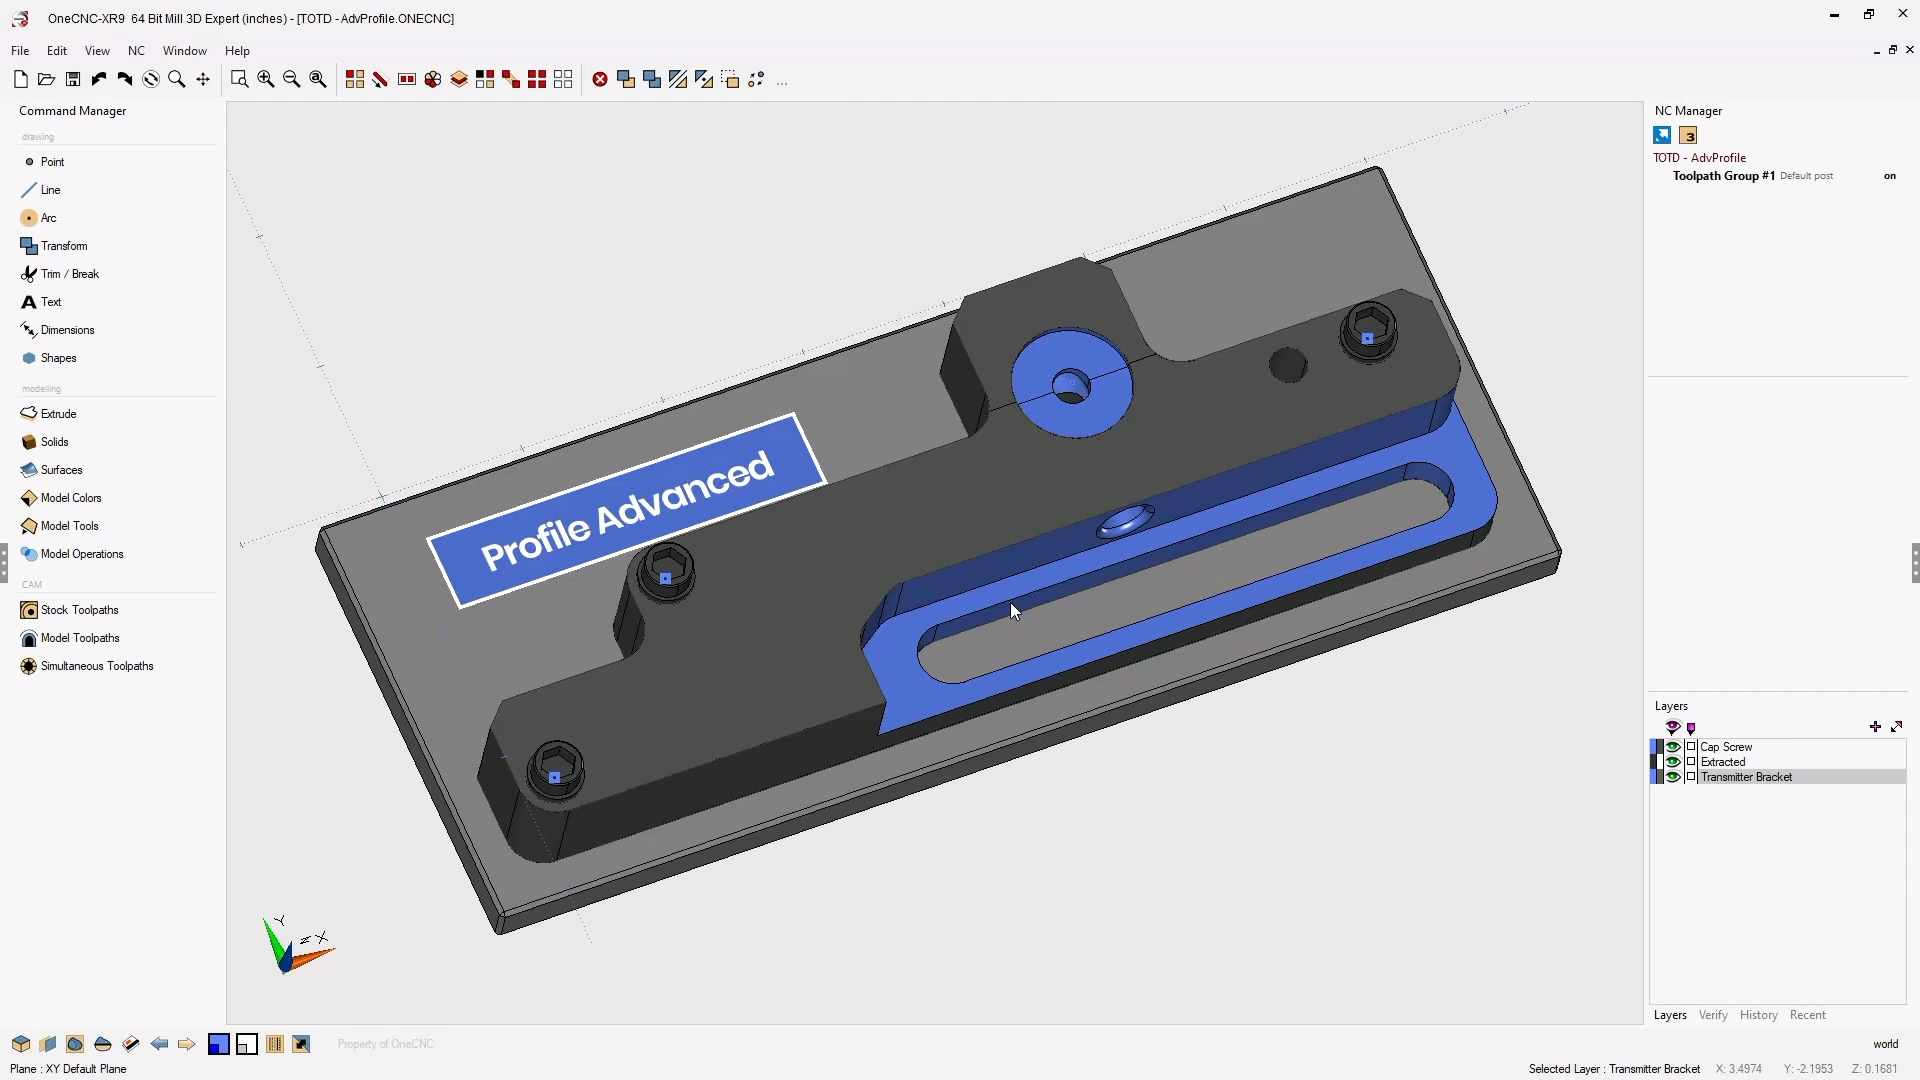 OneCNC-XR9 64 Bit Mill 3D Expert (inches) - [TOTD - AdvProfile.ONECNC]
File Edit View NC Window Help
Command Manager
drawing
Point
Line
Arc
Transform
Trim / Break
Text
Dimensions
Shapes
modelling
Extrude
Solids
Surfaces
Model Colors
Model Tools
Model Operations
CAM
Stock Toolpaths
Model Toolpaths
Simultaneous Toolpaths
Profile Advanced
Y
Z X
NC Manager
3
TOTD - AdvProfile
Toolpath Group #1 Default post on
Layers
Cap Screw
Extracted
Transmitter Bracket
Layers Verify History Recent
Property of OneCNC
world
Plane : XY Default Plane
Selected Layer : Transmitter Bracket X: 3.4974 Y: -2.1953 Z: 0.1681